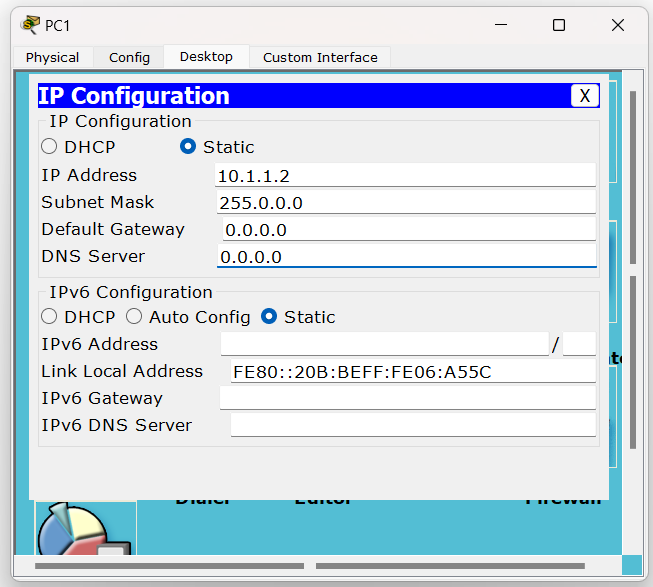 PC1
Physical Config Desktop Custom Interface
IP Configuration X
IP Configuration
DHCP Static
IP Address 10.1.1.2
Subnet Mask 255.0.0.0
Default Gateway 0.0.0.0
DNS Server 0.0.0.0
IPv6 Configuration
DHCP Auto Config Static
IPv6 Address /
Link Local Address FE80::20B:BEFF:FE06:A55C
IPv6 Gateway
IPv6 DNS Server
Dialer Editor Firewall